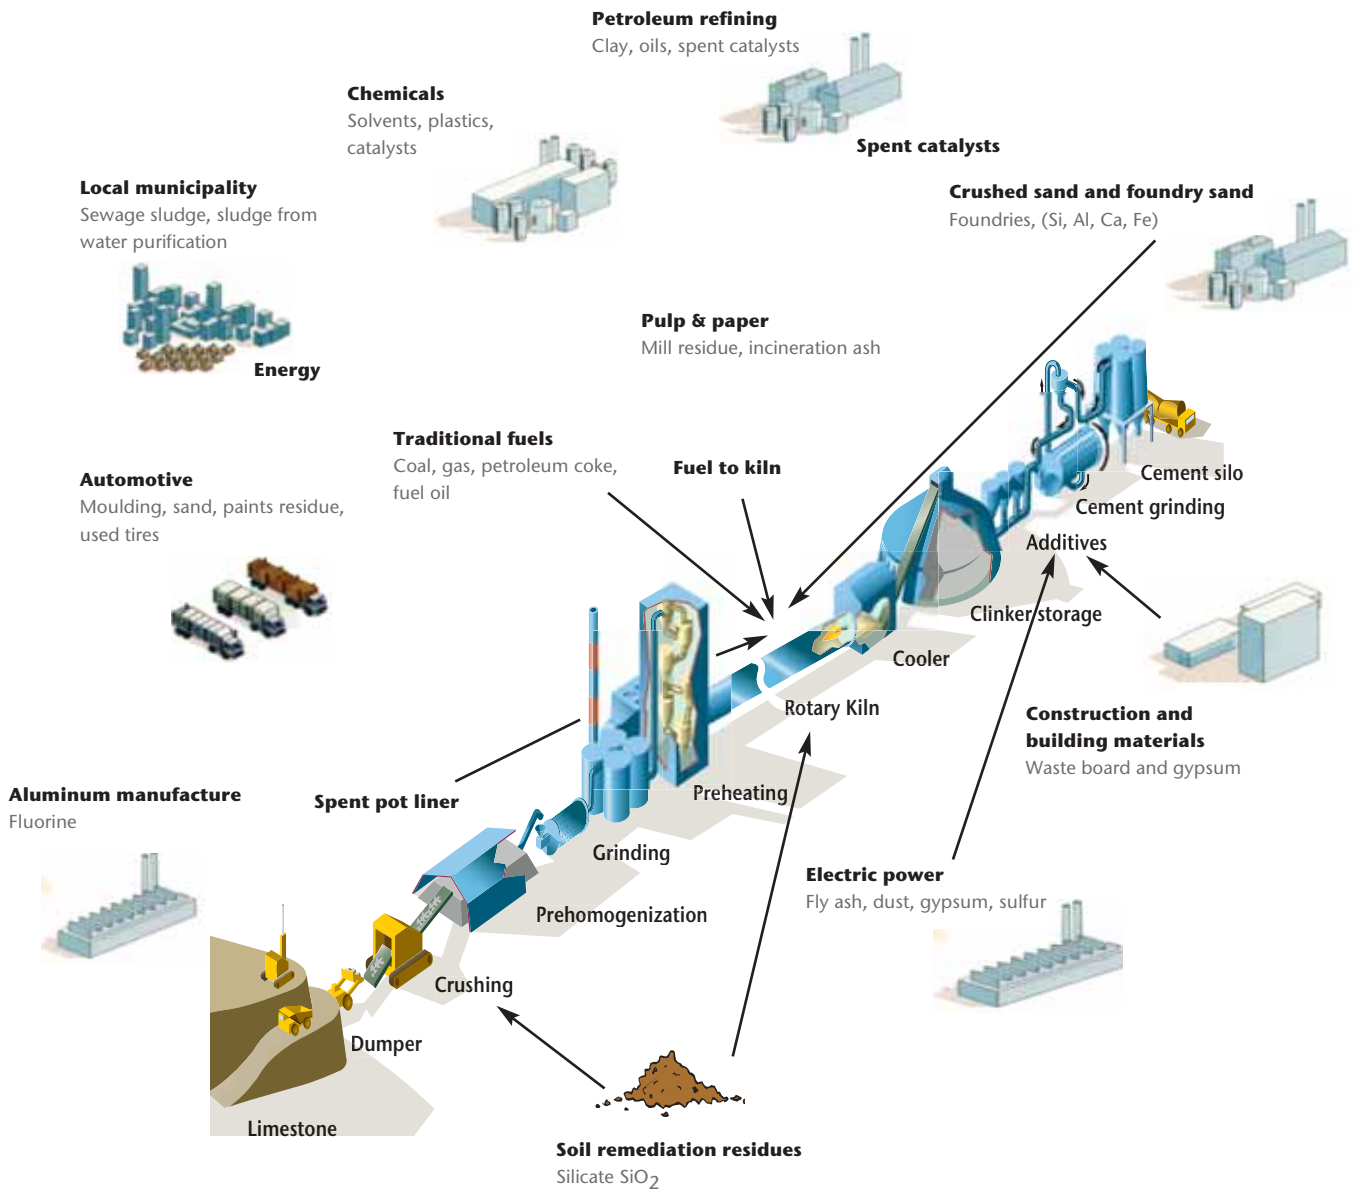 Petroleum refining
Clay, oils, spent catalysts
Chemicals
Solvents, plastics,
catalysts
Spent catalysts
Local municipality
Sewage sludge, sludge from
water purification
Energy
Crushed sand and foundry sand
Foundries, (Si, Al, Ca, Fe)
Pulp & paper
Mill residue, incineration ash
Traditional fuels
Coal, gas, petroleum coke,
fuel oil
Fuel to kiln
Automotive
Moulding, sand, paints residue,
used tires
Cement silo
Cement grinding
Additives
Clinker storage
Cooler
Rotary Kiln
Preheating
Construction and
building materials
Waste board and gypsum
Aluminum manufacture
Fluorine
Spent pot liner
Grinding
Prehomogenization
Electric power
Fly ash, dust, gypsum, sulfur
Crushing
Dumper
Limestone
Soil remediation residues
Silicate SiO2